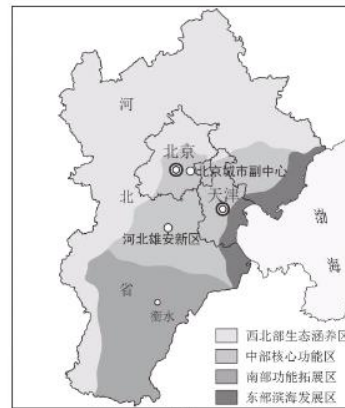 河
北京
北京城市副中心
天津
北
渤
河北雄安新区
海
省
衡水
西北部生态涵养区
中部核心功能区
南部功能拓展区
东部滨海发展区